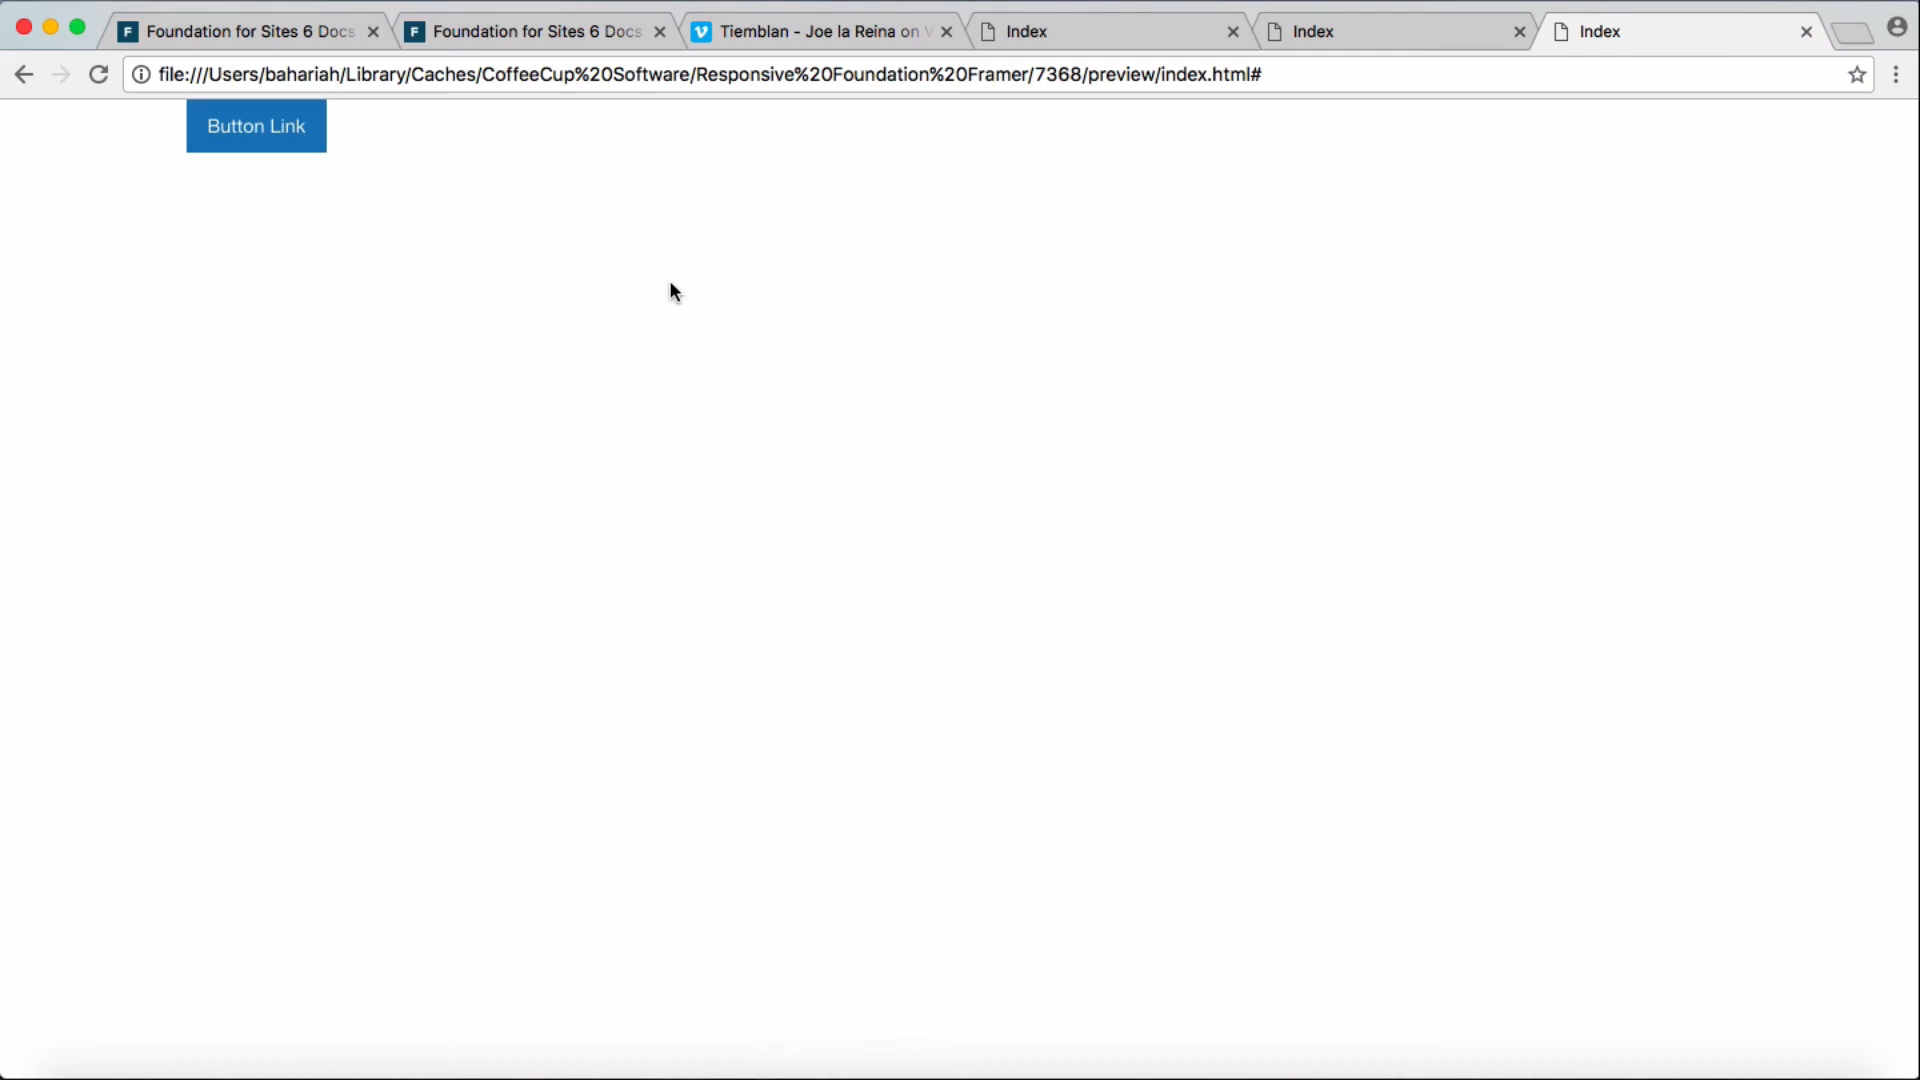 Foundation for Sites 6 Docs
Foundation for Sites 6 Docs
Tiemblan - Joe la Reina on V
Index
Index
Index
file:///Users/bahariah/Library/Caches/CoffeeCup%20Software/Responsive%20Foundation%20Framer/7368/preview/index.html#
Button Link